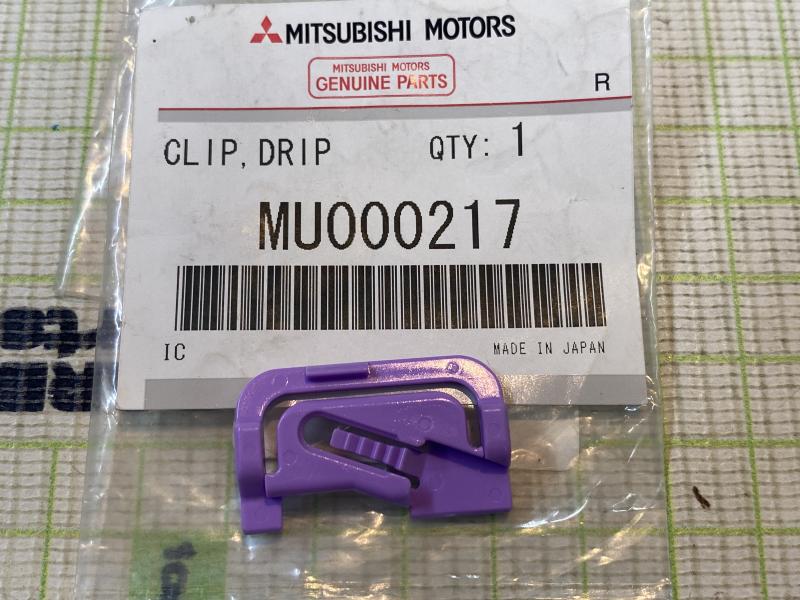 MITSUBISHI MOTORS
MITSUBISHI MOTORS
GENUINE PARTS
R
CLIP, DRIP QTY: 1
MU000217
IC MADE IN JAPAN